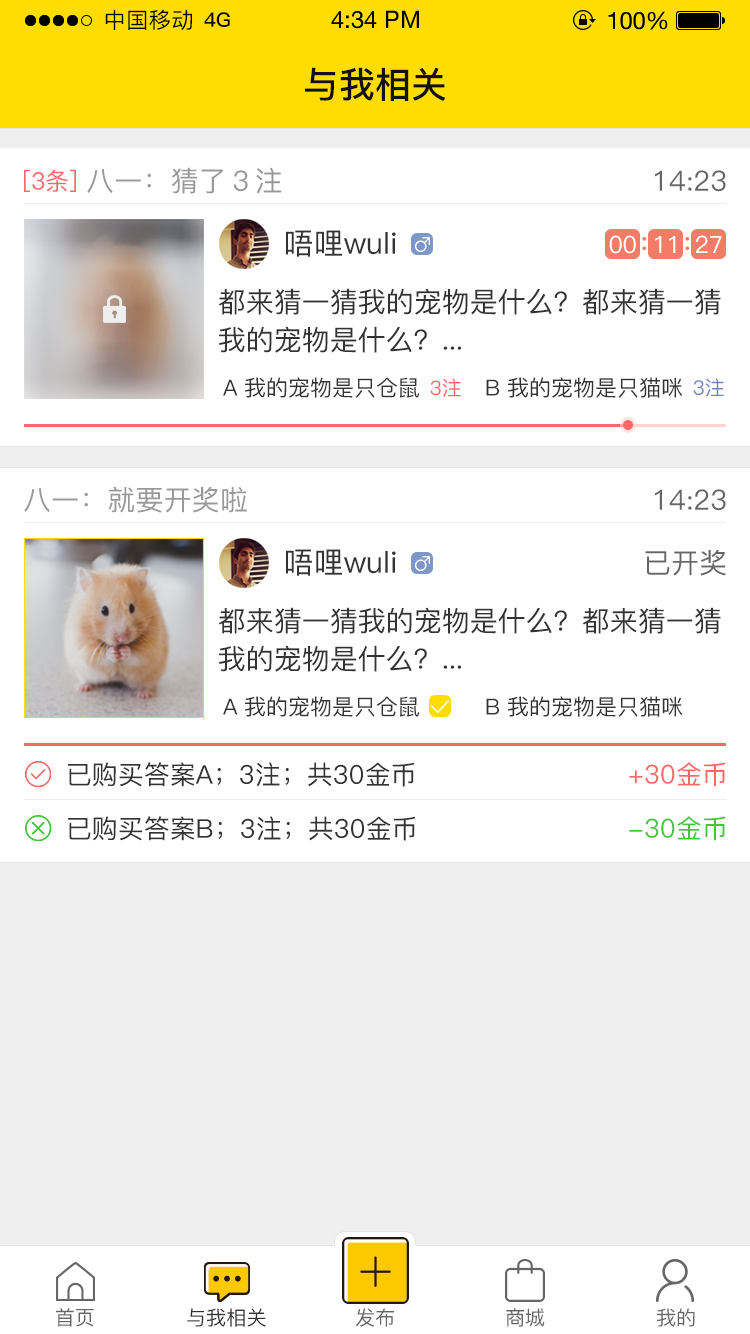 中国移动 4G 4:34 PM 100%
与我相关
[3条] 八一：猜了 3 注 14:23
唔哩wuli 00:11:27
都来猜一猜我的宠物是什么？都来猜一猜
我的宠物是什么？...
A 我的宠物是只仓鼠 3注 B 我的宠物是只猫咪 3注
八一：就要开奖啦 14:23
唔哩wuli 已开奖
都来猜一猜我的宠物是什么？都来猜一猜
我的宠物是什么？...
A 我的宠物是只仓鼠 B 我的宠物是只猫咪
已购买答案A；3注；共30金币 +30金币
已购买答案B；3注；共30金币 -30金币
首页 与我相关 发布 商城 我的